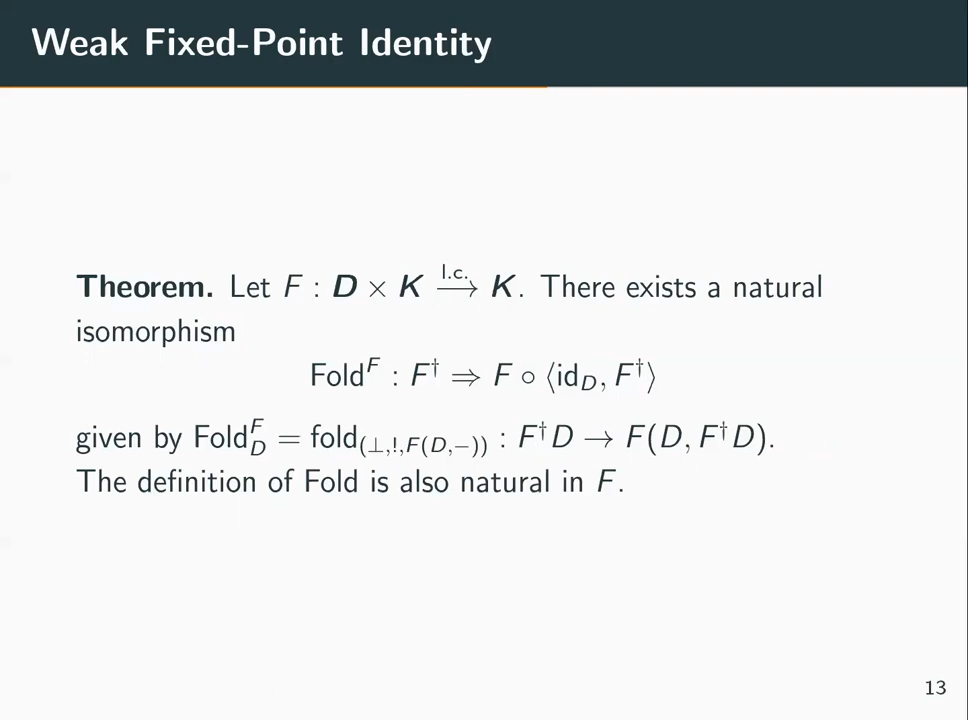 Weak Fixed-Point Identity
Theorem. Let F : D × K —l.c.→ K. There exists a natural
isomorphism
Fold^F : F^† ⇒ F ∘ ⟨id_D, F^†⟩
given by Fold^F_D = fold_(⊥,!,F(D,−)) : F^†D → F(D, F^†D).
The definition of Fold is also natural in F.
13